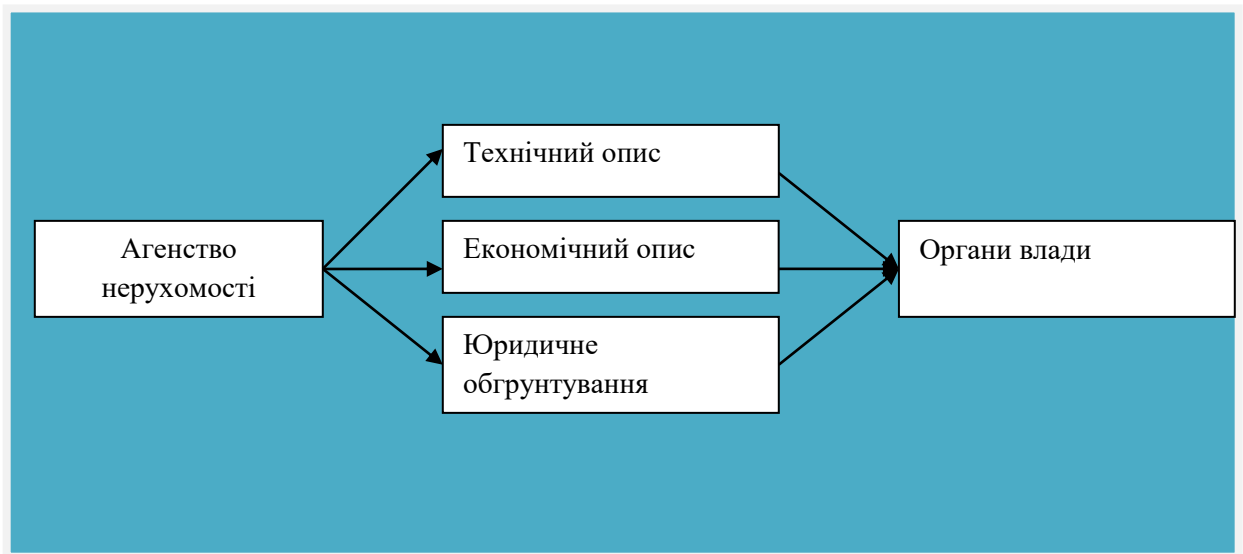 Агенство
нерухомості
Технічний опис
Економічний опис
Юридичне
обгрунтування
Органи влади